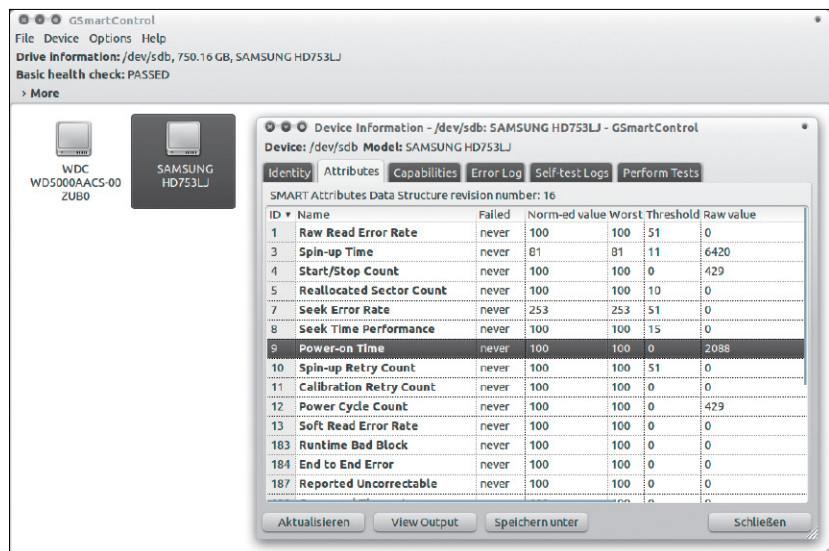 GSmartControl
File Device Options Help
Drive information: /dev/sdb, 750.16 GB, SAMSUNG HD753LJ
Basic health check: PASSED
› More
WDC
WD5000AACS-00
ZUB0
SAMSUNG
HD753LJ
Device Information - /dev/sdb: SAMSUNG HD753LJ - GSmartControl
Device: /dev/sdb Model: SAMSUNG HD753LJ
Identity Attributes Capabilities Error Log Self-test Logs Perform Tests
SMART Attributes Data Structure revision number: 16
ID Name Failed Norm-ed value Worst Threshold Raw value
1 Raw Read Error Rate never 100 100 51 0
3 Spin-up Time never 81 81 11 6420
4 Start/Stop Count never 100 100 0 429
5 Reallocated Sector Count never 100 100 10 0
7 Seek Error Rate never 253 253 51 0
8 Seek Time Performance never 100 100 15 0
9 Power-on Time never 100 100 0 2088
10 Spin-up Retry Count never 100 100 51 0
11 Calibration Retry Count never 100 100 0 0
12 Power Cycle Count never 100 100 0 429
13 Soft Read Error Rate never 100 100 0 0
183 Runtime Bad Block never 100 100 0 0
184 End to End Error never 100 100 0 0
187 Reported Uncorrectable never 100 100 0 0
Aktualisieren View Output Speichern unter Schließen